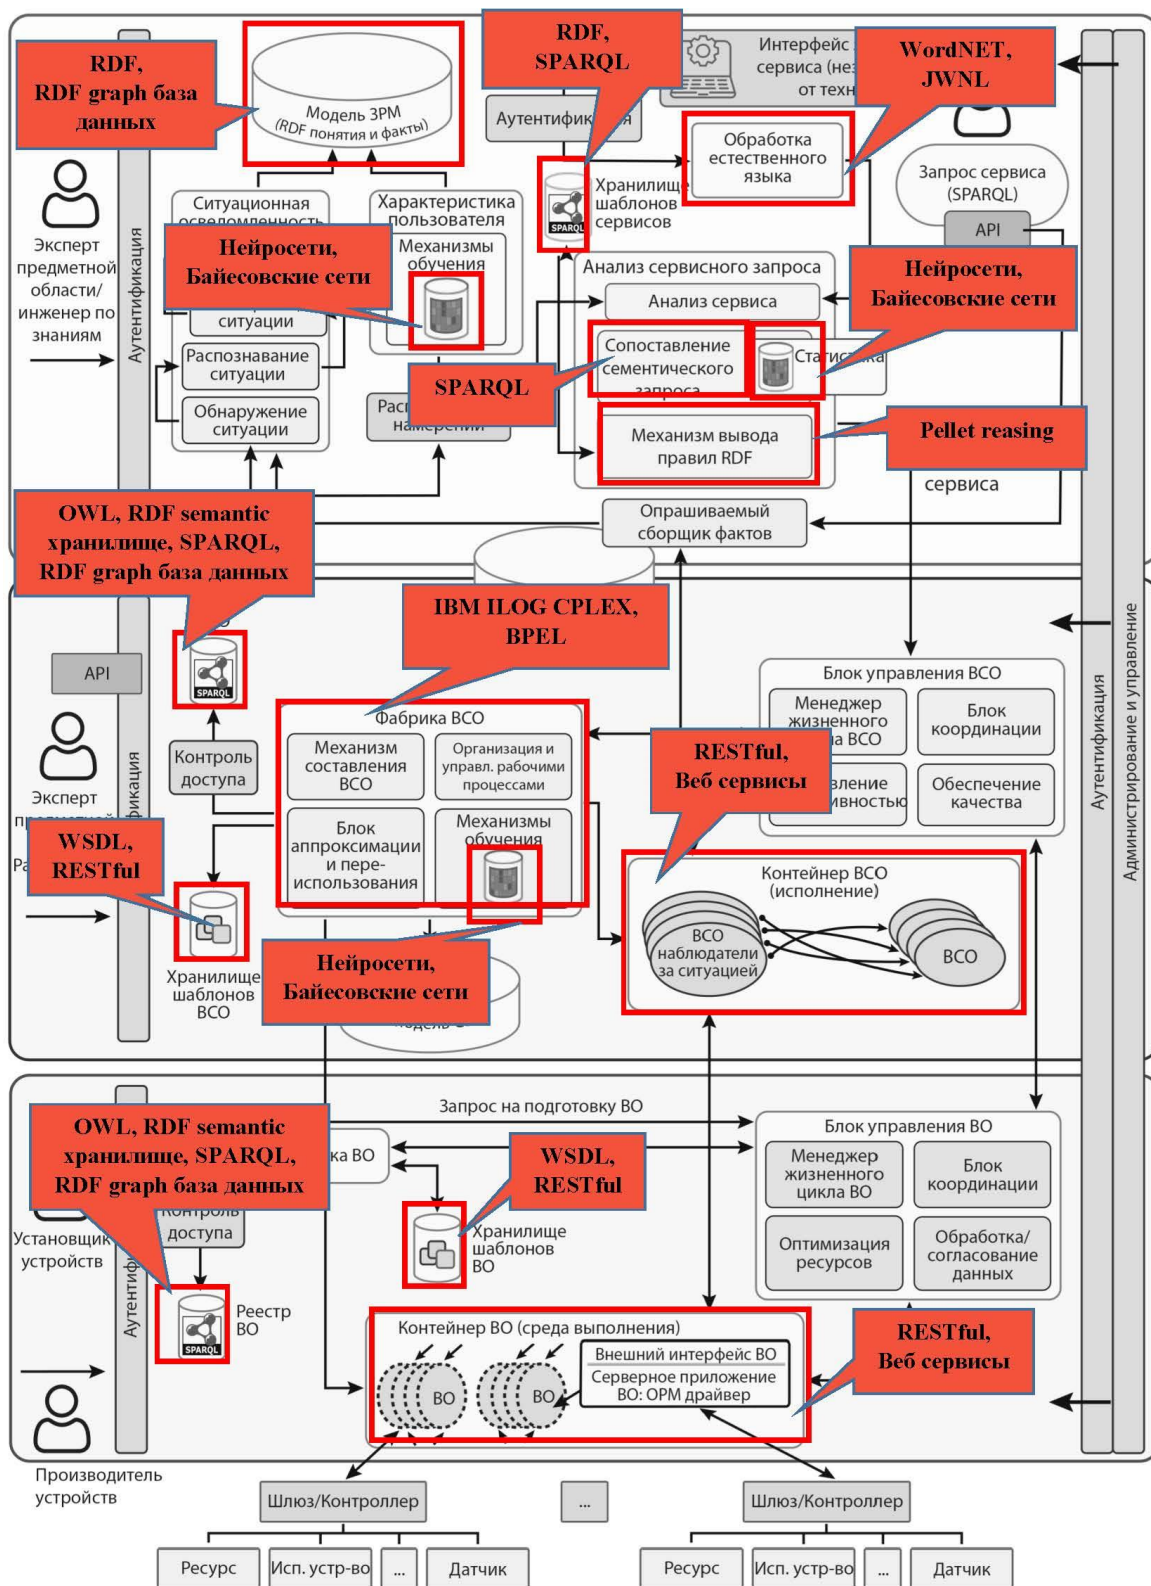 RDF,
RDF graph база
данных
Модель ЗРМ
(RDF понятия и факты)
RDF,
SPARQL
Интерфейс
сервиса
от
WordNET,
JWNL
Аутентификация
Обработка
естественного
языка
Запрос сервиса
(SPARQL)
API
SPARQL
Хранилище
шаблонов
сервисов
Эксперт
предметной
области/
инженер по
знаниям
Аутентификация
Ситуационная
осведомленность
Характеристика
пользователя
Механизмы
обучения
Нейросети,
Байесовские сети
ситуации
Распознавание
ситуации
Обнаружение
ситуации
намерений
Анализ сервисного запроса
Анализ сервиса
Сопоставление
сементического
запроса
Статистика
Нейросети,
Байесовские сети
SPARQL
Механизм вывода
правил RDF
Pellet reasing
сервиса
Опрашиваемый
сборщик фактов
OWL, RDF semantic
хранилище, SPARQL,
RDF graph база данных
IBM ILOG CPLEX,
BPEL
API
SPARQL
Контроль
доступа
Эксперт
WSDL,
RESTful
Хранилище
шаблонов
ВСО
Фабрика ВСО
Механизм
составления
ВСО
Организация и
управл. рабочими
процессами
Блок
аппроксимации
и пере-
использования
Механизмы
обучения
Нейросети,
Байесовские сети
RESTful,
Веб сервисы
Блок управления ВСО
Менеджер
жизненного
ВСО
Блок
координации
Обеспечение
качества
Контейнер ВСО
(исполнение)
ВСО
наблюдатели
за ситуацией
ВСО
Аутентификация
Администрирование и управление
OWL, RDF semantic
хранилище, SPARQL,
RDF graph база данных
Запрос на подготовку ВО
ВО
WSDL,
RESTful
Хранилище
шаблонов
ВО
Контроль
доступа
Установщик
устройств
SPARQL
Реестр
ВО
Блок управления ВО
Менеджер
жизненного
цикла ВО
Блок
координации
Оптимизация
ресурсов
Обработка/
согласование
данных
RESTful,
Веб сервисы
Контейнер ВО (среда выполнения)
ВО
ВО
Внешний интерфейс ВО
Серверное приложение
ВО: ОРМ драйвер
Производитель
устройств
Шлюз/Контроллер
...
Шлюз/Контроллер
Ресурс
Исп. устр-во
...
Датчик
Ресурс
Исп. устр-во
...
Датчик